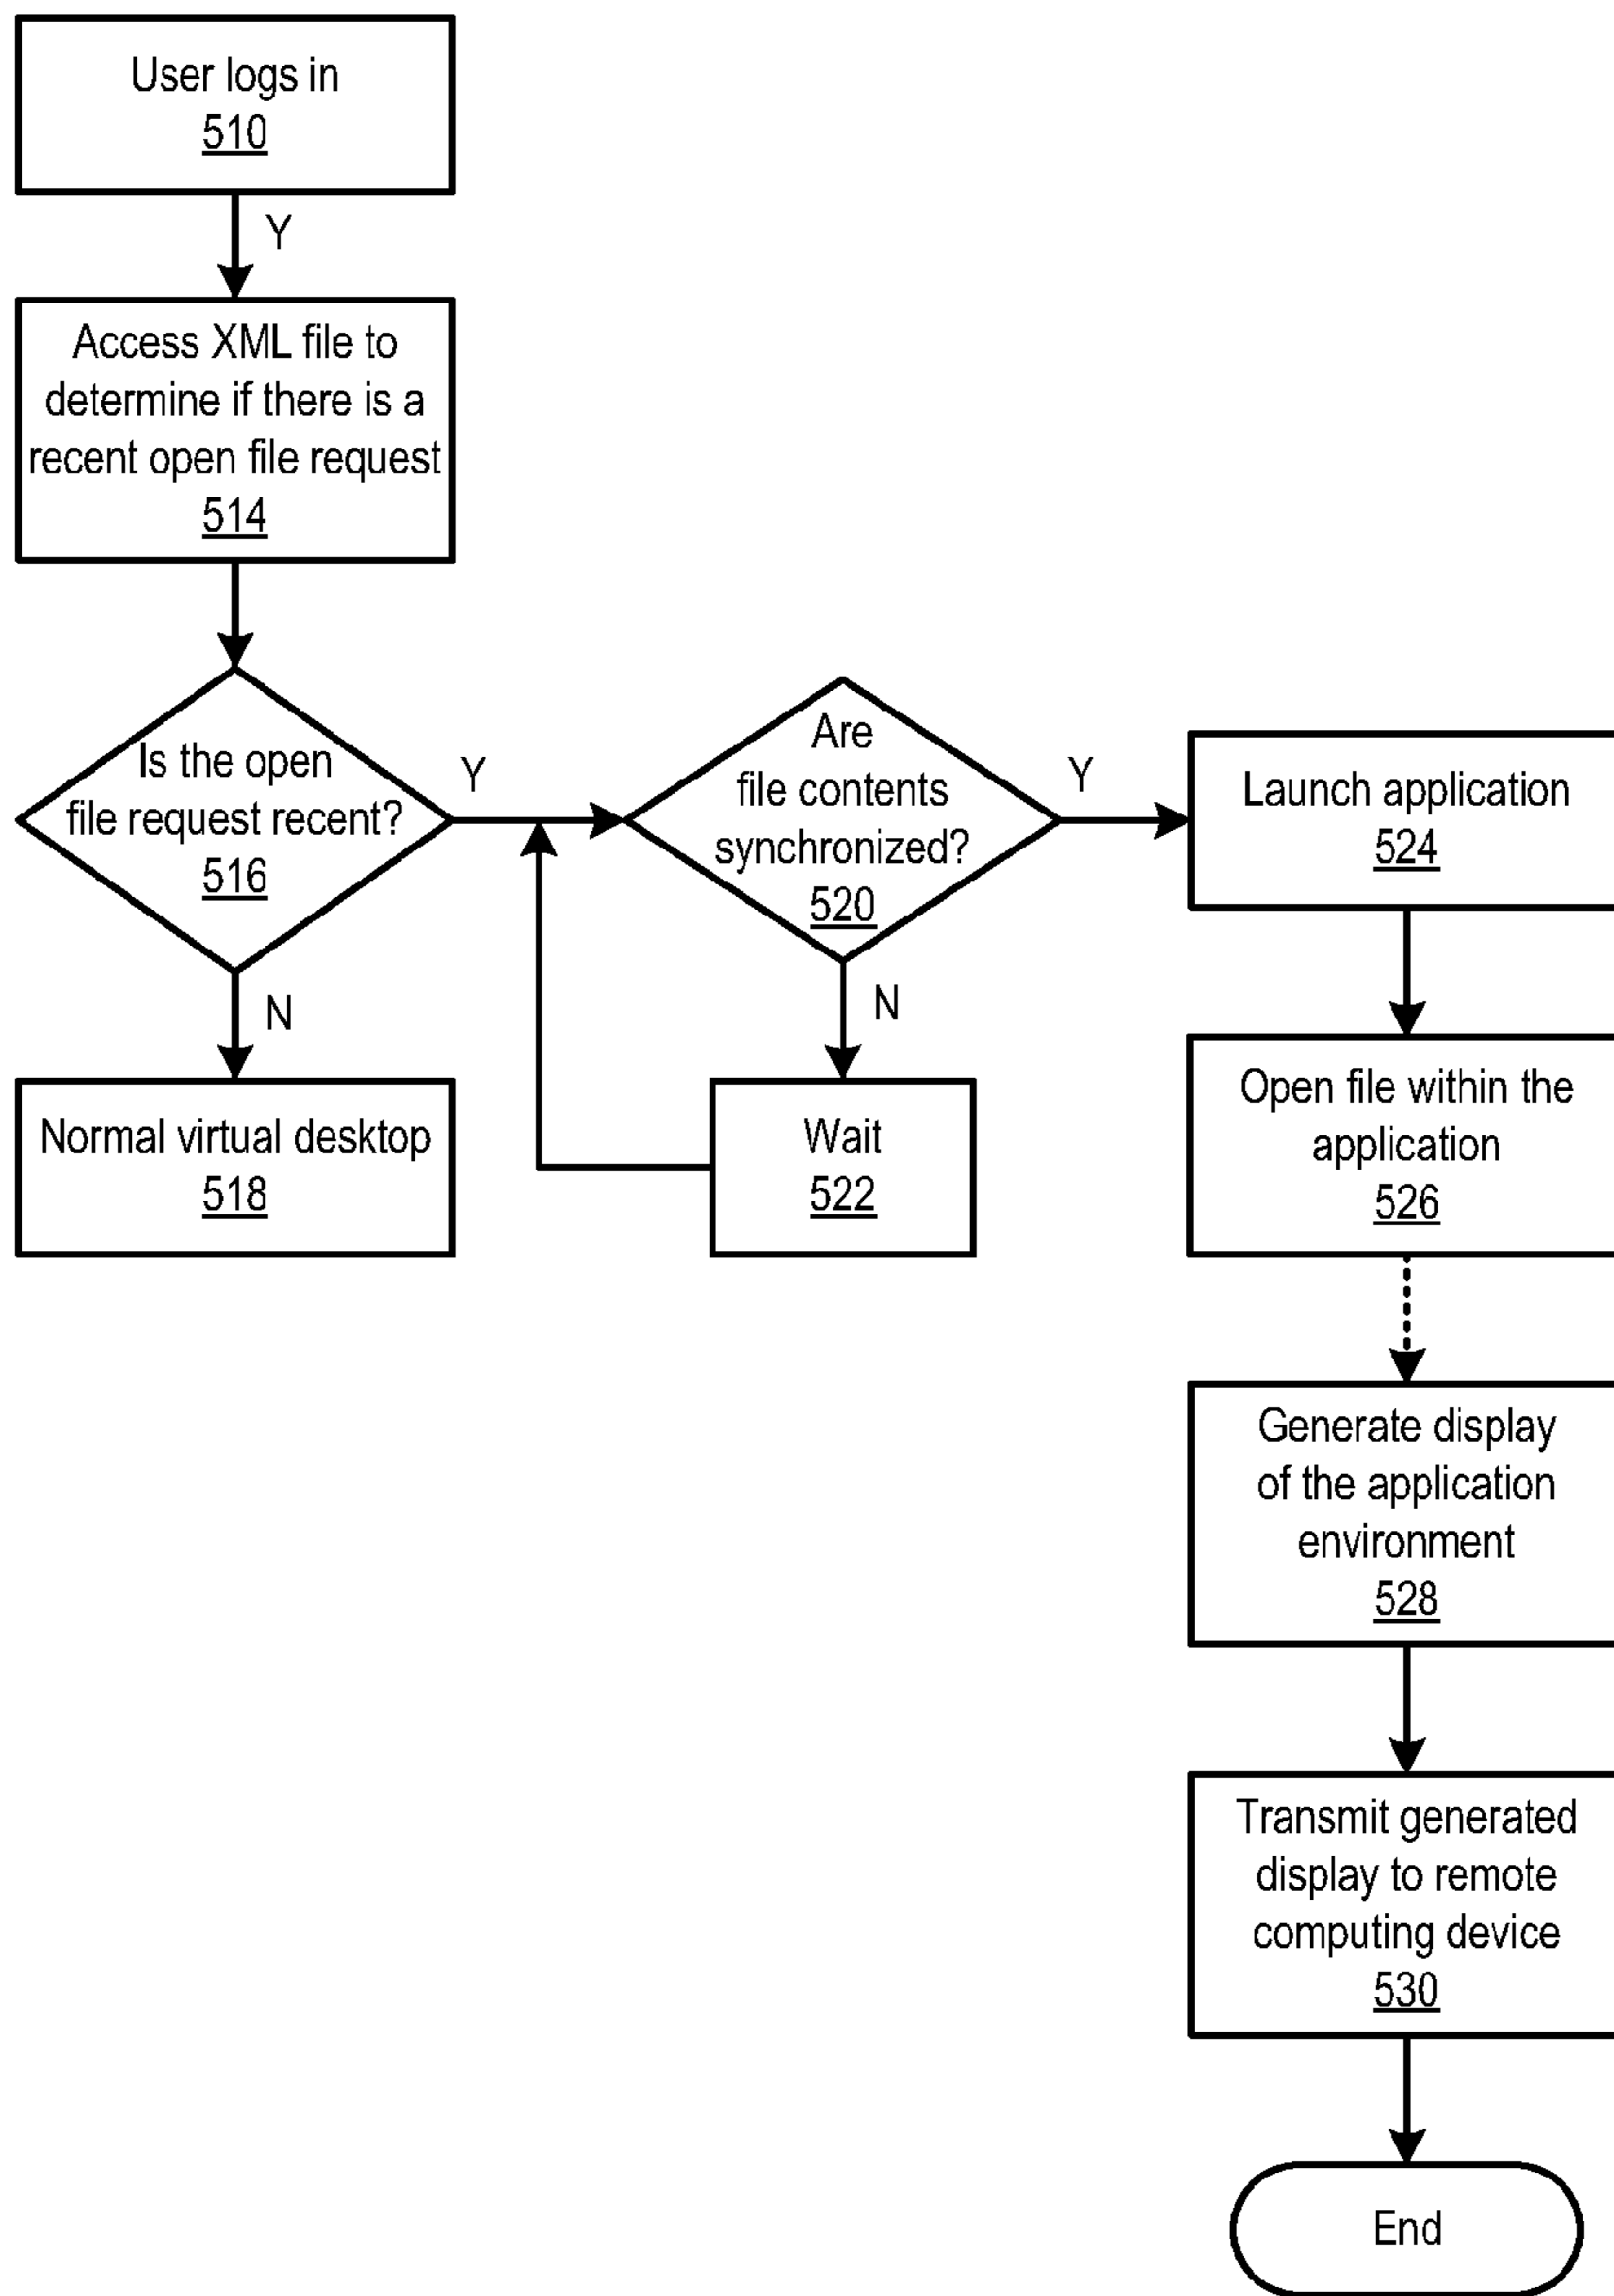 User logs in
510
Y
Access XML file to
determine if there is a
recent open file request
514
Is the open
file request recent?
516
Y
N
Normal virtual desktop
518
Are
file contents
synchronized?
520
Y
N
Wait
522
Launch application
524
Open file within the
application
526
Generate display
of the application
environment
528
Transmit generated
display to remote
computing device
530
End